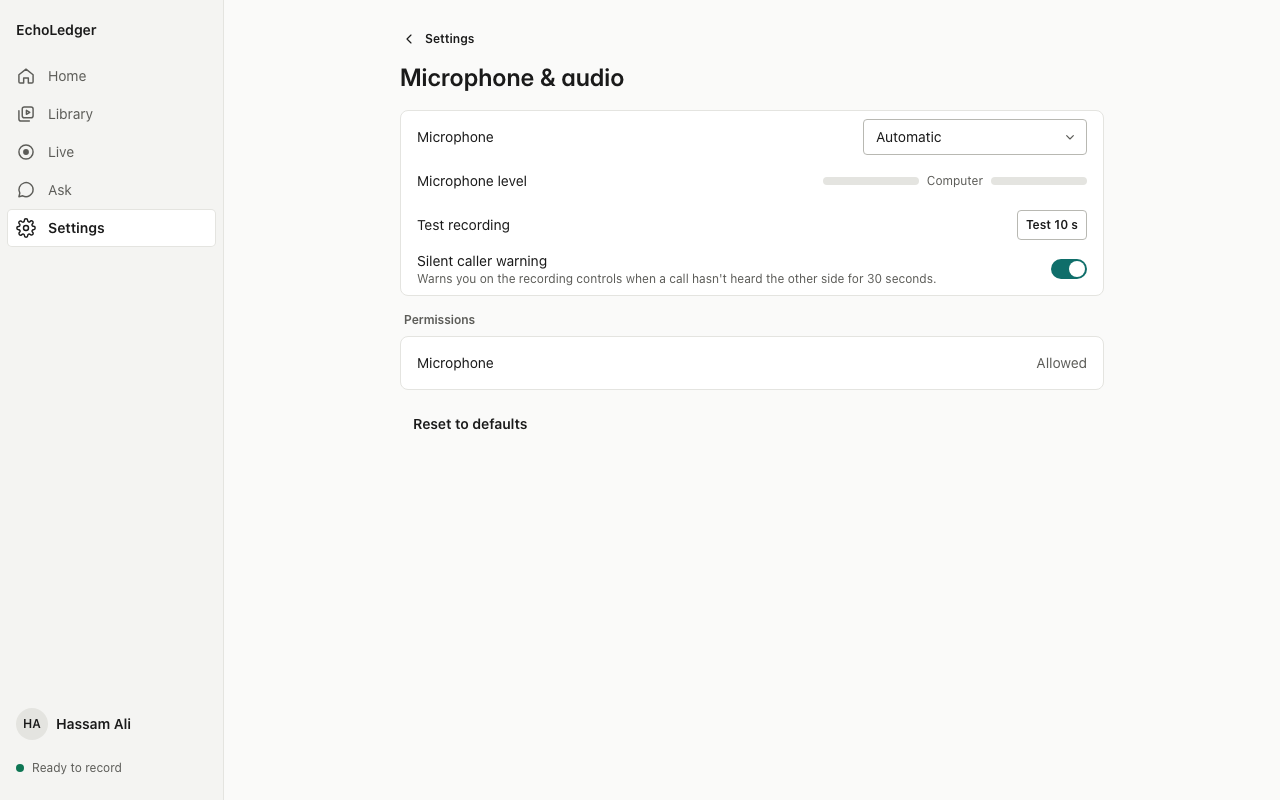 EchoLedger
Home
Library
Live
Ask
Settings
HA
Hassam Ali
Ready to record
Settings
Microphone & audio
Microphone
Automatic
Microphone level
Computer
Test recording
Test 10 s
Silent caller warning
Warns you on the recording controls when a call hasn't heard the other side for 30 seconds.
Permissions
Microphone
Allowed
Reset to defaults